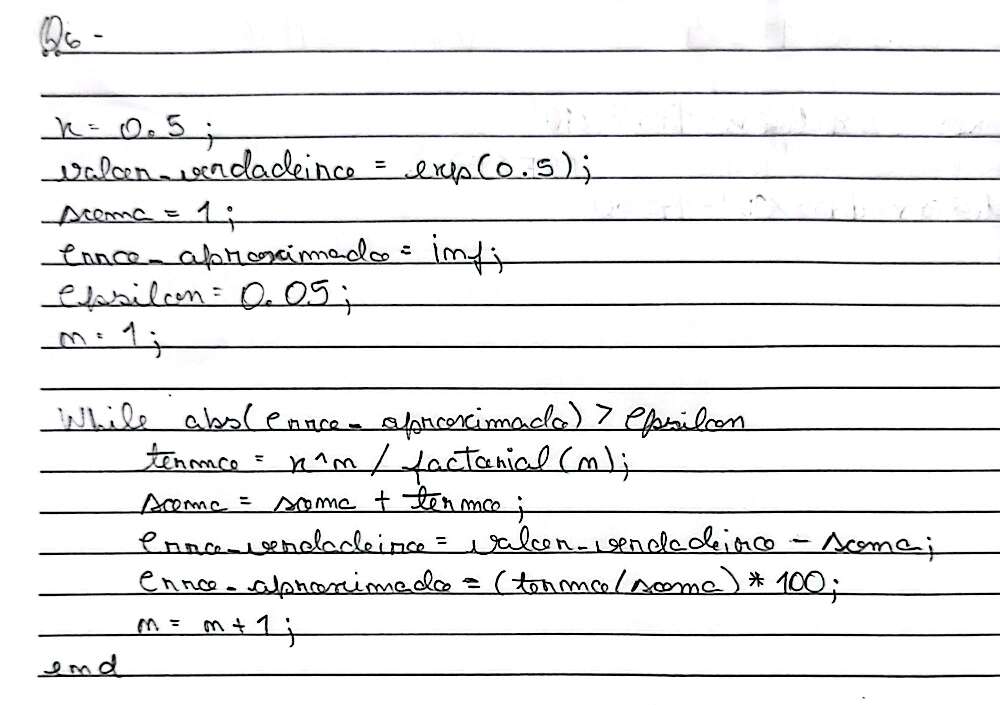 Q6 -
x = 0.5 ;
valor_verdadeiro = exp(0.5);
soma = 1 ;
erro_aproximado = inf;
epsilon = 0.05 ;
n = 1 ;
While abs(erro_aproximado) > epsilon
termo = x^n / factorial (n);
soma = soma + termo ;
erro_verdadeiro = valor_verdadeiro - soma;
erro_aproximado = (termo/soma) * 100;
n = n + 1 ;
end